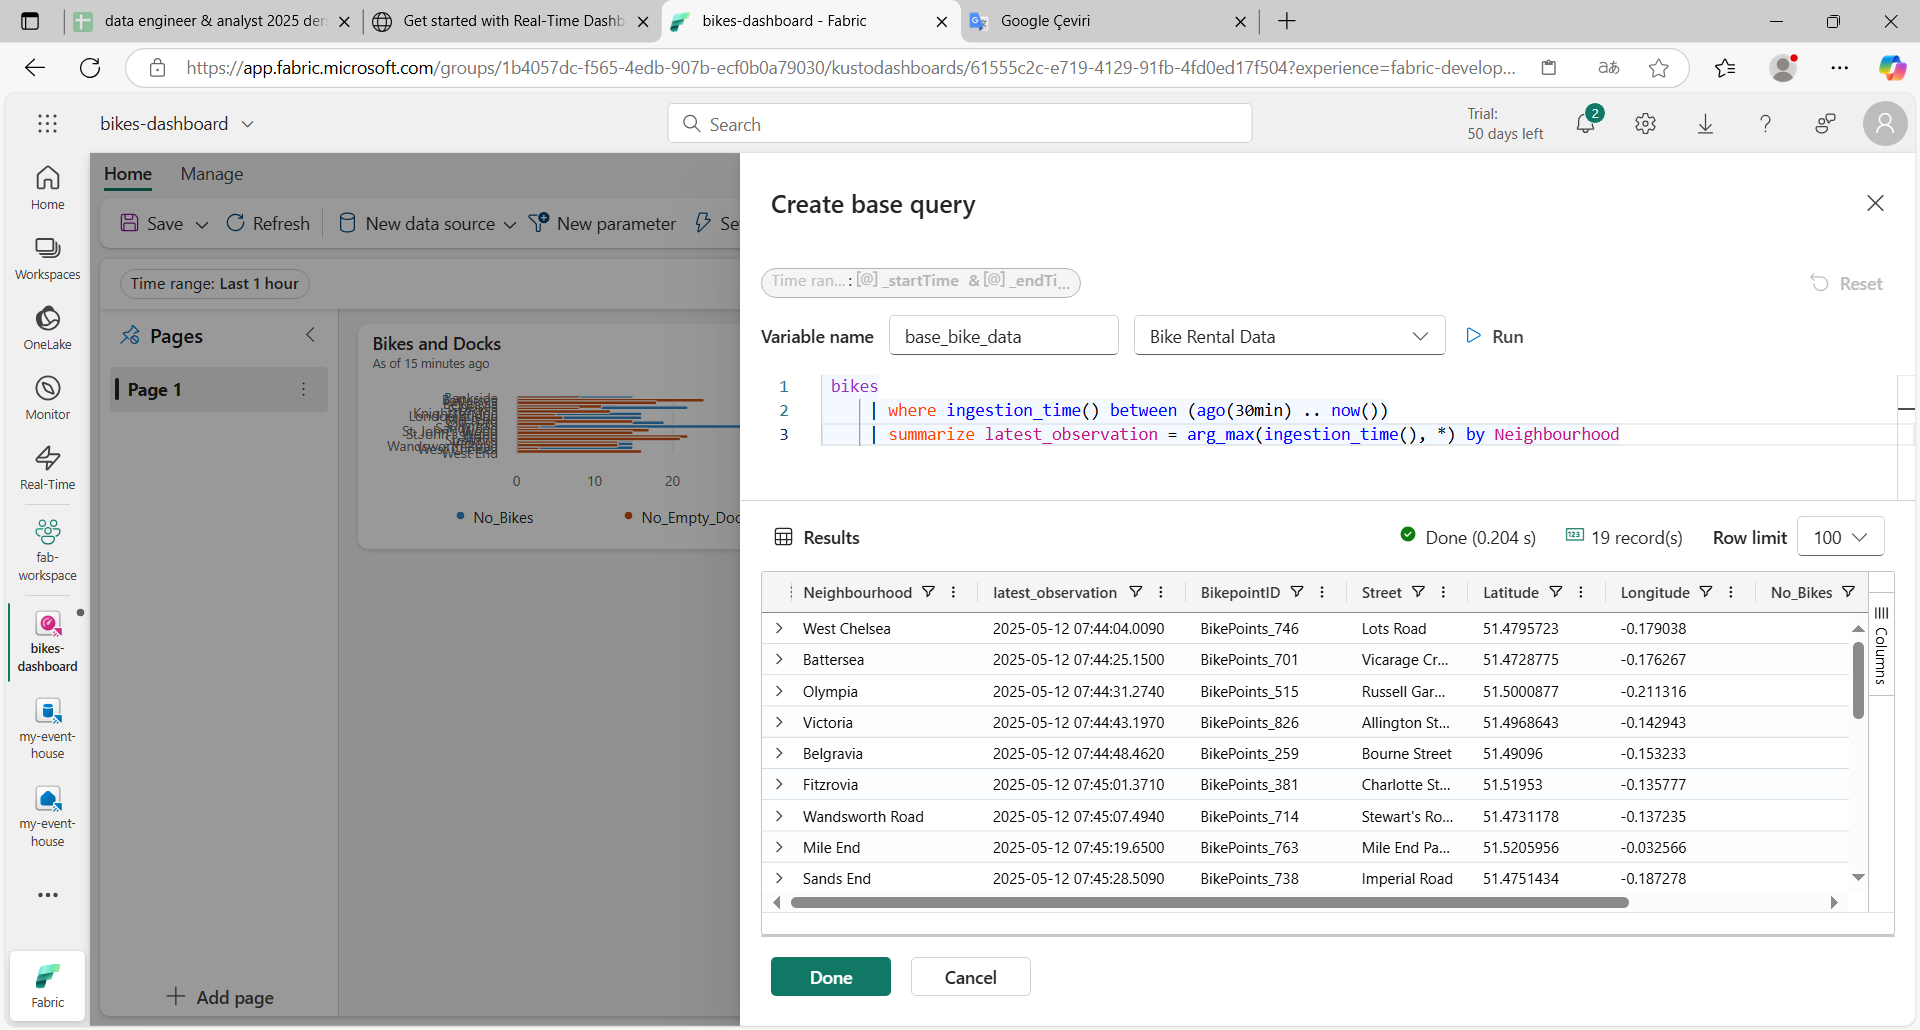 data engineer & analyst 2025 der
Get started with Real-Time Dashb
bikes-dashboard - Fabric
Google Çeviri
https://app.fabric.microsoft.com/groups/1b4057dc-f565-4edb-907b-ecf0b0a79030/kustodashboards/61555c2c-e719-4129-91fb-4fd0ed17f504?experience=fabric-develop...
bikes-dashboard
Search
Trial:
50 days left
2
Home
Workspaces
OneLake
Monitor
Real-Time
fab-
workspace
bikes-
dashboard
my-event-
house
my-event-
house
Fabric
Home Manage
Save Refresh New data source New parameter Se
Time range: Last 1 hour
Pages
Page 1
Add page
Bikes and Docks
As of 15 minutes ago
West End
0 10 20
No_Bikes No_Empty_Doc
Create base query
Time ran... : [@] _startTime & [@] _endTi...
Reset
Variable name base_bike_data Bike Rental Data Run
1 bikes
2 | where ingestion_time() between (ago(30min) .. now())
3 | summarize latest_observation = arg_max(ingestion_time(), *) by Neighbourhood
Results Done (0.204 s) 123 19 record(s) Row limit 100
Neighbourhood latest_observation BikepointID Street Latitude Longitude No_Bikes
West Chelsea 2025-05-12 07:44:04.0090 BikePoints_746 Lots Road 51.4795723 -0.179038
Battersea 2025-05-12 07:44:25.1500 BikePoints_701 Vicarage Cr... 51.4728775 -0.176267
Olympia 2025-05-12 07:44:31.2740 BikePoints_515 Russell Gar... 51.5000877 -0.211316
Victoria 2025-05-12 07:44:43.1970 BikePoints_826 Allington St... 51.4968643 -0.142943
Belgravia 2025-05-12 07:44:48.4620 BikePoints_259 Bourne Street 51.49096 -0.153233
Fitzrovia 2025-05-12 07:45:01.3710 BikePoints_381 Charlotte St... 51.51953 -0.135777
Wandsworth Road 2025-05-12 07:45:07.4940 BikePoints_714 Stewart's Ro... 51.4731178 -0.137235
Mile End 2025-05-12 07:45:19.6500 BikePoints_763 Mile End Pa... 51.5205956 -0.032566
Sands End 2025-05-12 07:45:28.5090 BikePoints_738 Imperial Road 51.4751434 -0.187278
Columns
Done Cancel